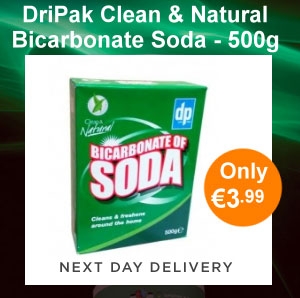 DriPak Clean & Natural
Bicarbonate Soda - 500g
Clean &
Natural
dp
BICARBONATE OF
SODA
Cleans & freshens
around the home
500g e
Only
€3.99
NEXT DAY DELIVERY